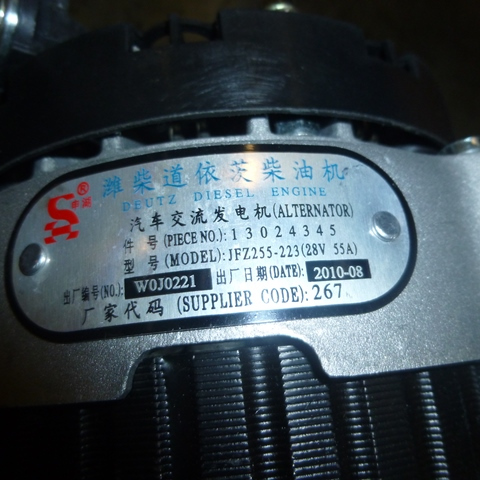 潍柴道依茨柴油机
DEUTZ DIESEL ENGINE
汽车交流发电机(ALTERNATOR)
件 号(PIECE NO.):13024345
型 号(MODEL):JFZ255-223(28V 55A)
出厂编号(NO.): W0J0221 出厂日期(DATE): 2010-08
厂家代码 (SUPPLIER CODE):267